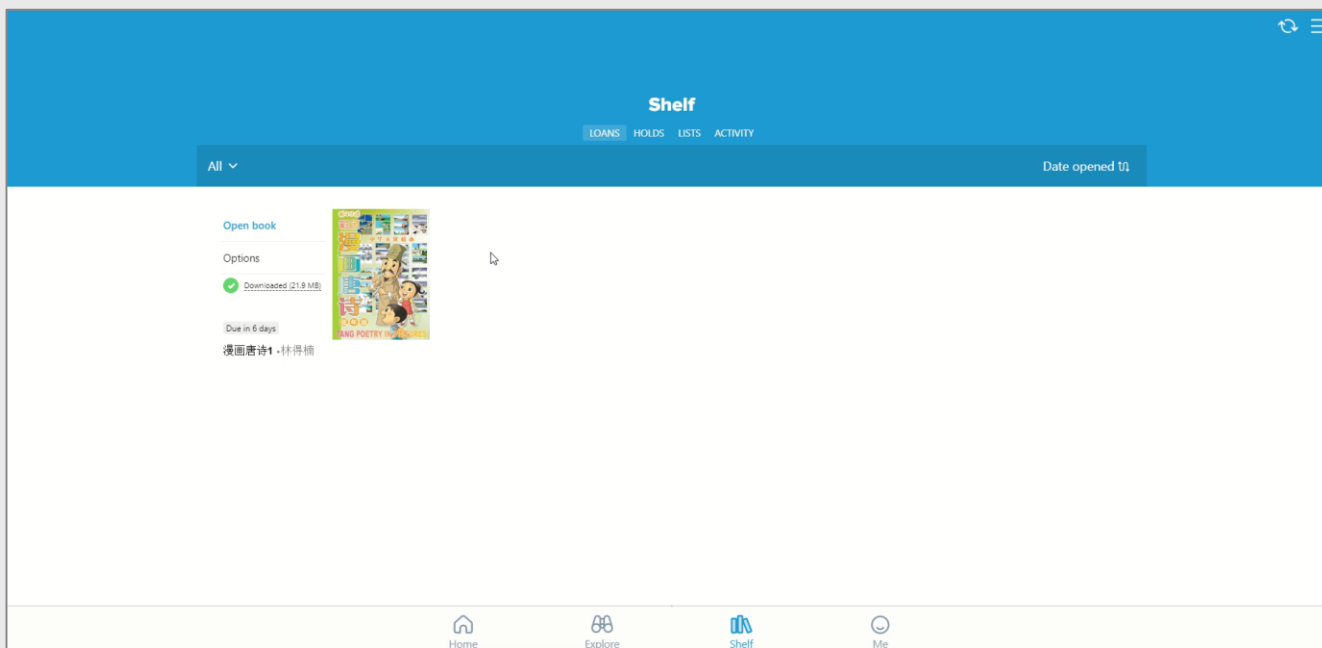 Shelf
LOANS HOLDS LISTS ACTIVITY
All
Date opened
Open book
Options
Downloaded (21.9 MB)
Due in 6 days
漫画唐诗1 •林得楠
漫画唐诗
TANG POETRY IN PICTURES
Home
Explore
Shelf
Me